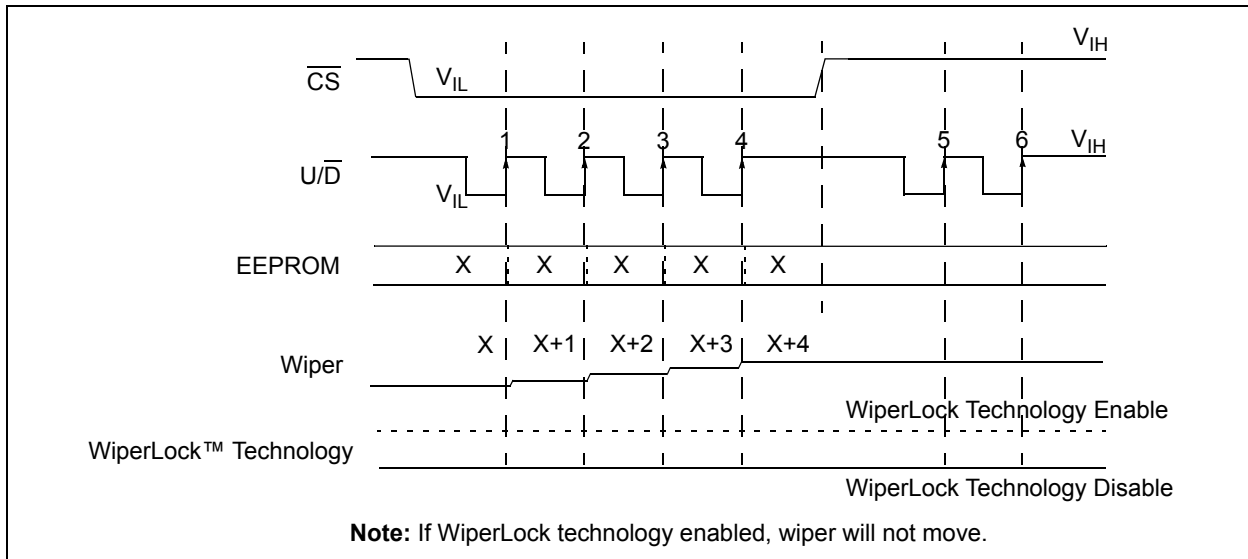 V_IH
CS
V_IL
1 2 3 4 5 6
V_IH
U/D
V_IL
EEPROM X X X X X
X X+1 X+2 X+3 X+4
Wiper
WiperLock Technology Enable
WiperLock™ Technology
WiperLock Technology Disable
Note: If WiperLock technology enabled, wiper will not move.